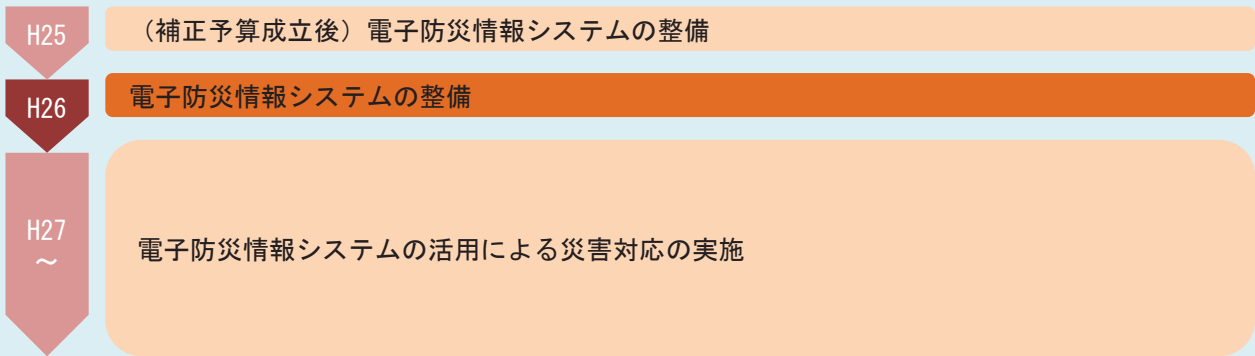 H25
（補正予算成立後）電子防災情報システムの整備
H26
電子防災情報システムの整備
H27
～
電子防災情報システムの活用による災害対応の実施